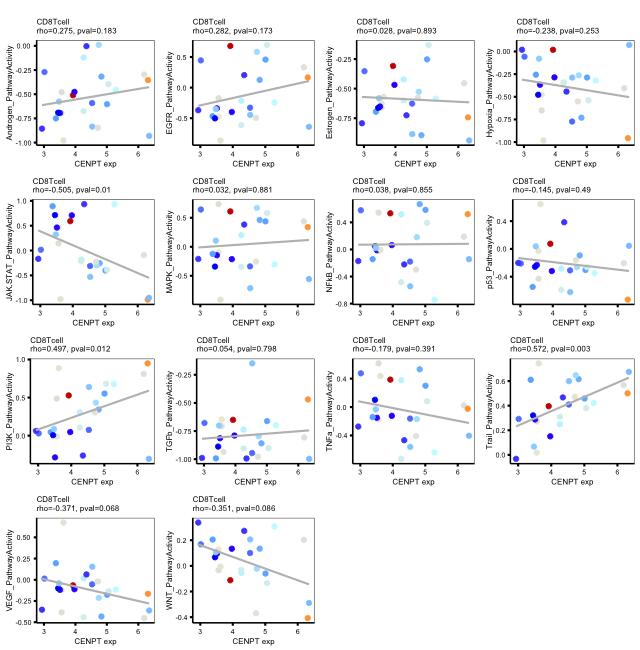 CD8Tcell
rho=0.275, pval=0.183
Androgen_PathwayActivity
0.00
-0.50
-1.00
3 4 5 6
CENPT exp
CD8Tcell
rho=0.282, pval=0.173
EGFR_PathwayActivity
0.5
0.0
-0.5
3 4 5 6
CENPT exp
CD8Tcell
rho=0.028, pval=0.893
Estrogen_PathwayActivity
-0.25
-0.50
-0.75
3 4 5 6
CENPT exp
CD8Tcell
rho=-0.238, pval=0.253
Hypoxia_PathwayActivity
0.00
-0.25
-0.50
-0.75
-1.00
3 4 5 6
CENPT exp
CD8Tcell
rho=-0.505, pval=0.01
JAK.STAT_PathwayActivity
1.0
0.5
0.0
-0.5
-1.0
3 4 5 6
CENPT exp
CD8Tcell
rho=0.032, pval=0.881
MAPK_PathwayActivity
0.5
0.0
-0.5
3 4 5 6
CENPT exp
CD8Tcell
rho=0.038, pval=0.855
NFkB_PathwayActivity
0.4
0.0
-0.4
-0.8
3 4 5 6
CENPT exp
CD8Tcell
rho=-0.145, pval=0.49
p53_PathwayActivity
0.4
0.0
-0.4
3 4 5 6
CENPT exp
CD8Tcell
rho=0.497, pval=0.012
PI3K_PathwayActivity
1.0
0.5
0.0
3 4 5 6
CENPT exp
CD8Tcell
rho=0.054, pval=0.798
TGFb_PathwayActivity
-0.25
-0.50
-0.75
-1.00
3 4 5 6
CENPT exp
CD8Tcell
rho=-0.179, pval=0.391
TNFa_PathwayActivity
0.4
0.0
-0.4
3 4 5 6
CENPT exp
CD8Tcell
rho=0.572, pval=0.003
Trail_PathwayActivity
0.6
0.4
0.2
0.0
3 4 5 6
CENPT exp
CD8Tcell
rho=-0.371, pval=0.068
VEGF_PathwayActivity
0.50
0.25
0.00
-0.25
-0.50
3 4 5 6
CENPT exp
CD8Tcell
rho=-0.351, pval=0.086
WNT_PathwayActivity
0.2
0.0
-0.2
-0.4
3 4 5 6
CENPT exp